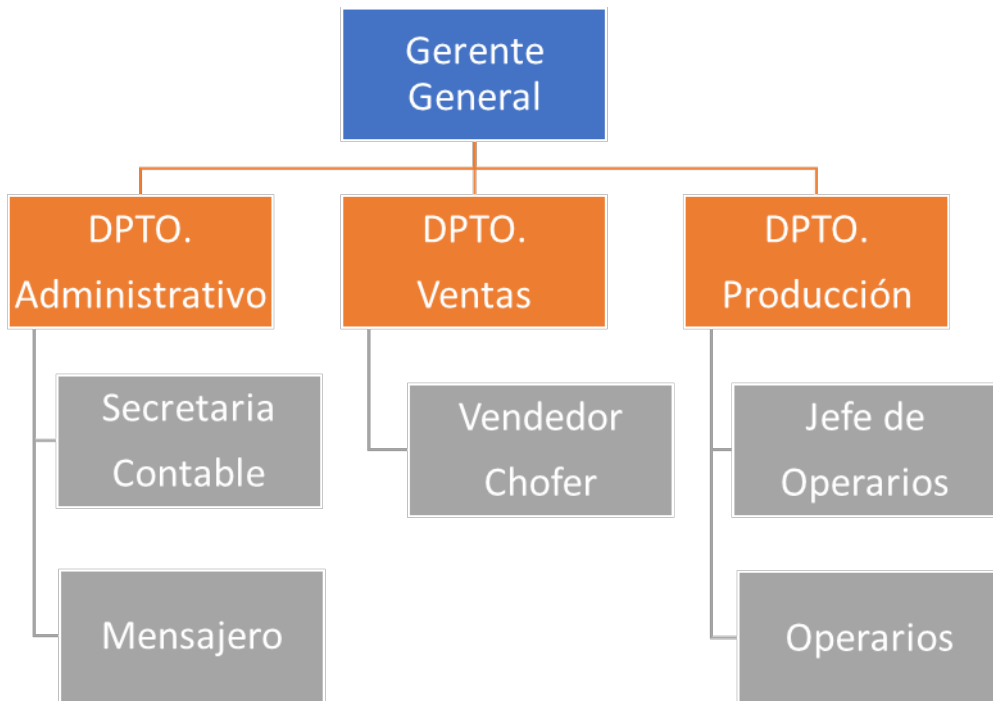 Gerente
General
DPTO.
Administrativo
DPTO.
Ventas
DPTO.
Producción
Secretaria
Contable
Vendedor
Chofer
Jefe de
Operarios
Mensajero
Operarios